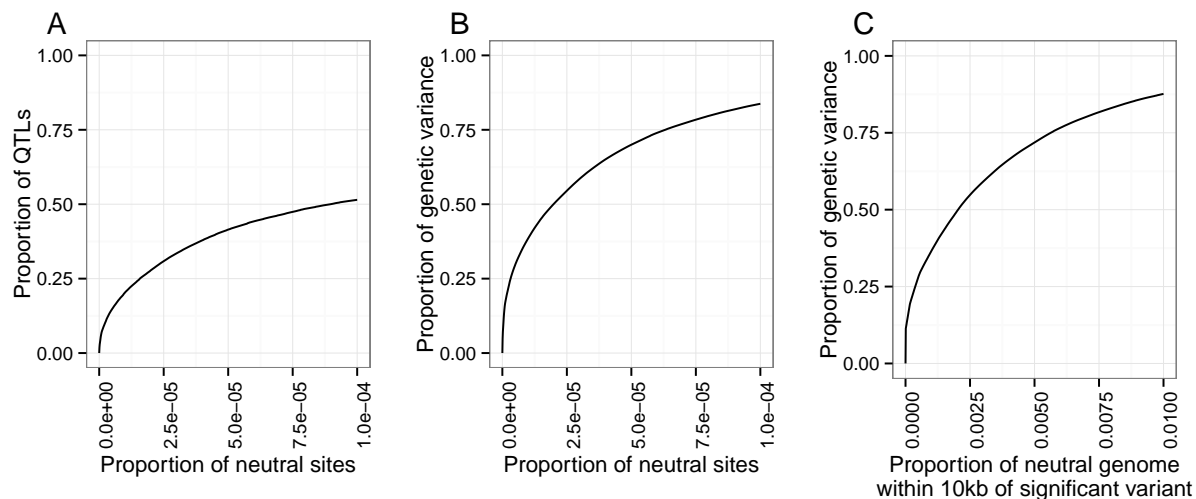 A
Proportion of QTLs
1.00
0.75
0.50
0.25
0.00
0.0e+00
2.5e-05
5.0e-05
7.5e-05
1.0e-04
Proportion of neutral sites
B
Proportion of genetic variance
1.00
0.75
0.50
0.25
0.00
0.0e+00
2.5e-05
5.0e-05
7.5e-05
1.0e-04
Proportion of neutral sites
C
Proportion of genetic variance
1.00
0.75
0.50
0.25
0.00
0.0000
0.0025
0.0050
0.0075
0.0100
Proportion of neutral genome
within 10kb of significant variant